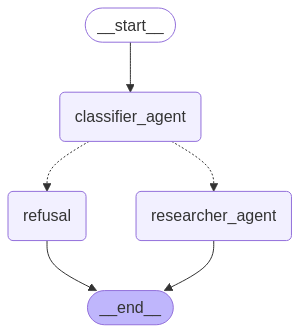 __start__
classifier_agent
refusal
researcher_agent
__end__